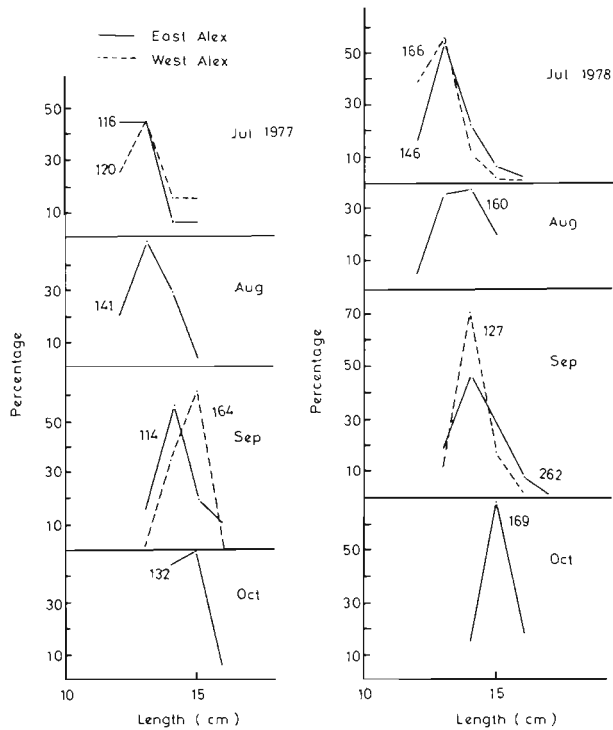 East Alex
West Alex
50
30
10
116
120
Jul 1977
30
10
141
Aug
50
30
10
114
164
Sep
30
10
132
Oct
10
15
Length (cm)
Percentage
50
30
10
166
146
Jul 1978
30
10
160
Aug
70
50
30
10
127
262
Sep
50
30
10
169
Oct
10
15
Length (cm)
Percentage